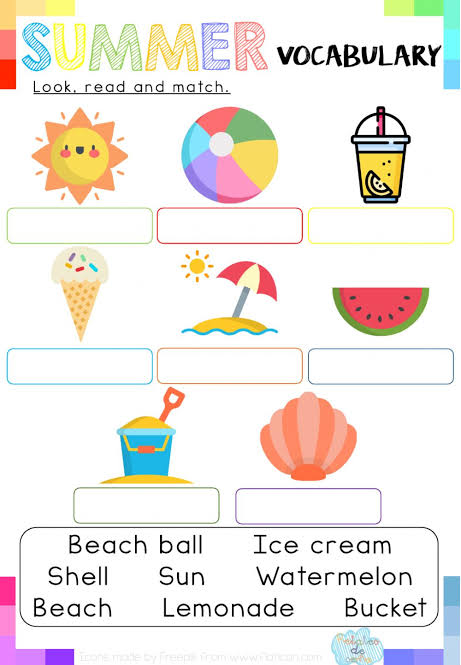 SUMMER VOCABULARY
Look, read and match.
Beach ball Ice cream
Shell Sun Watermelon
Beach Lemonade Bucket
Icons made by Freepik from www.flaticon.com